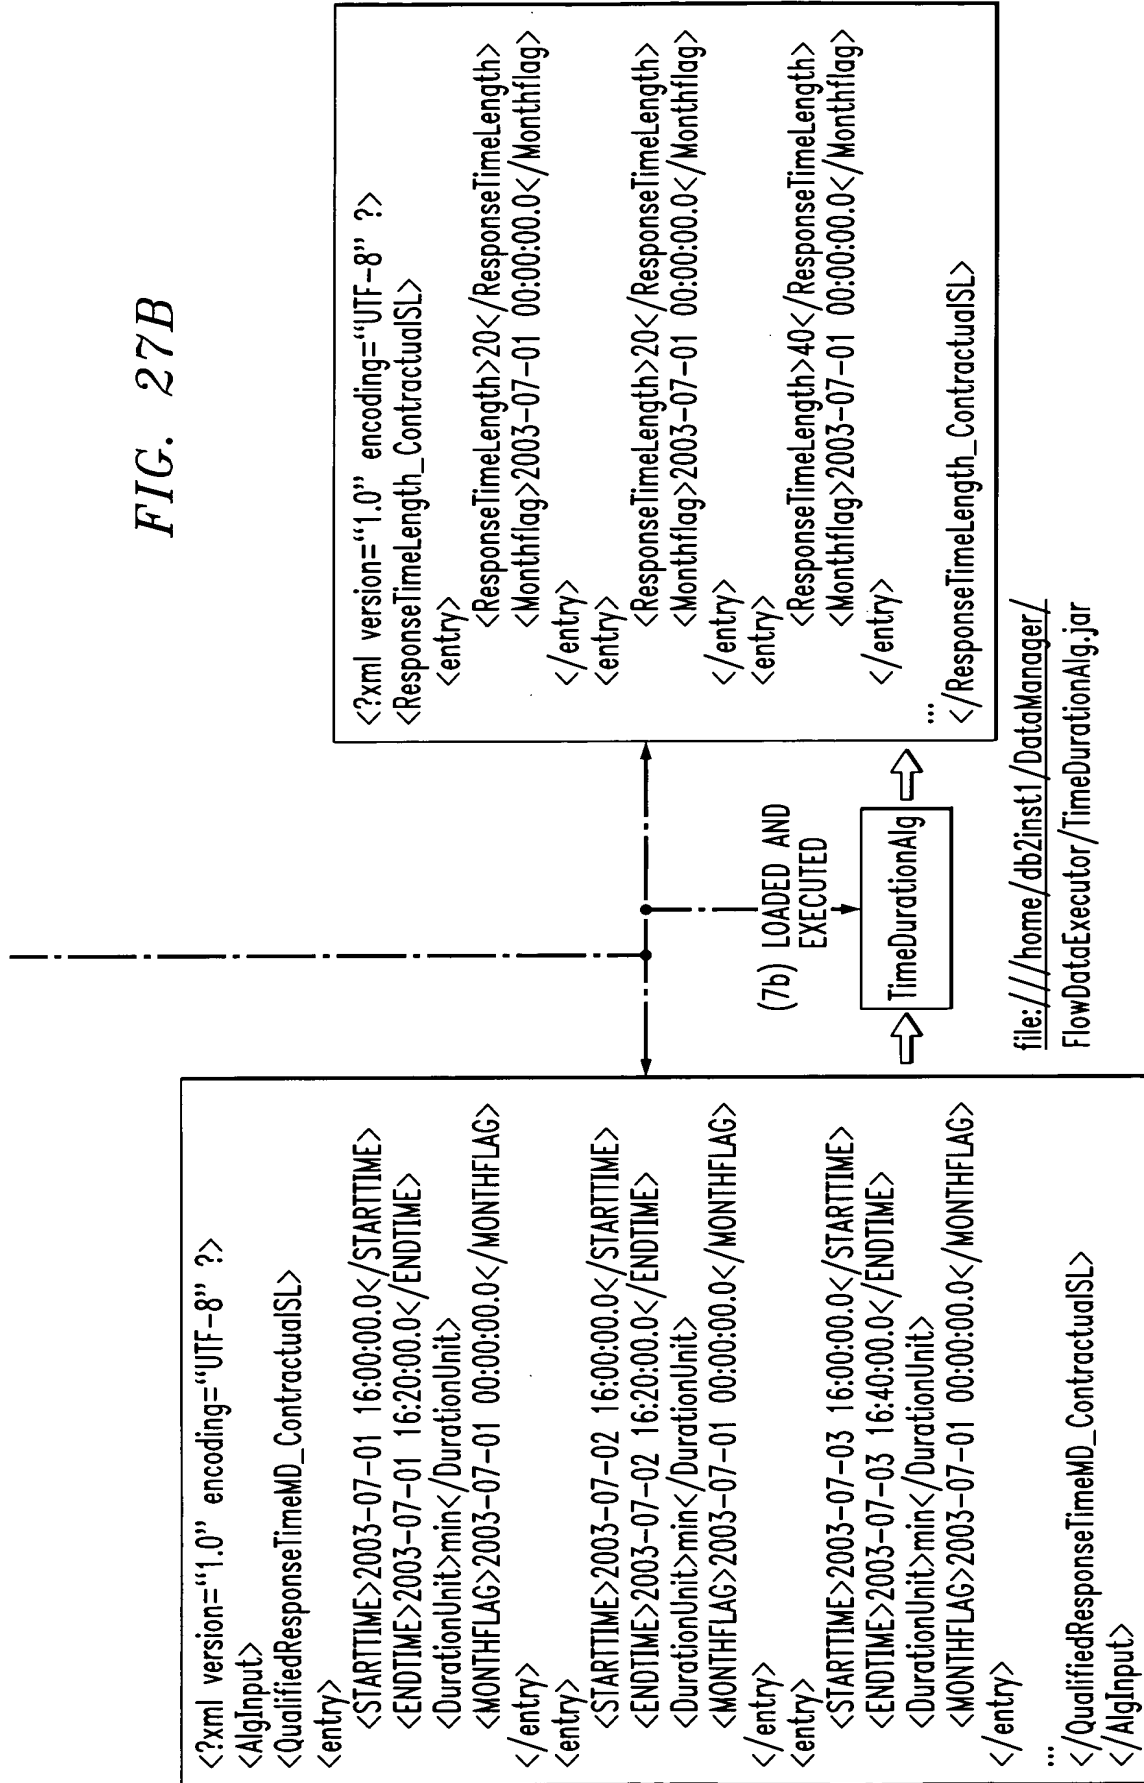 FIG. 27B
<?xml version=“1.0” encoding=“UTF-8” ?>
<AlgInput>
<QualifiedResponseTimeMD_ContractualSL>
<entry>
<STARTTIME>2003-07-01 16:00:00.0</STARTTIME>
<ENDTIME>2003-07-01 16:20:00.0</ENDTIME>
<DurationUnit>min</DurationUnit>
<MONTHFLAG>2003-07-01 00:00:00.0</MONTHFLAG>
</entry>
<entry>
<STARTTIME>2003-07-02 16:00:00.0</STARTTIME>
<ENDTIME>2003-07-02 16:20:00.0</ENDTIME>
<DurationUnit>min</DurationUnit>
<MONTHFLAG>2003-07-01 00:00:00.0</MONTHFLAG>
</entry>
<entry>
<STARTTIME>2003-07-03 16:00:00.0</STARTTIME>
<ENDTIME>2003-07-03 16:40:00.0</ENDTIME>
<DurationUnit>min</DurationUnit>
<MONTHFLAG>2003-07-01 00:00:00.0</MONTHFLAG>
</entry>
...
</QualifiedResponseTimeMD_ContractualSL>
</AlgInput>
(7b) LOADED AND
EXECUTED
TimeDurationAlg
file:////home/db2inst1/DataManager/
FlowDataExecutor/TimeDurationAlg.jar
<?xml version=“1.0” encoding=“UTF-8” ?>
<ResponseTimeLength_ContractualSL>
<entry>
<ResponseTimeLength>20</ResponseTimeLength>
<Monthflag>2003-07-01 00:00:00.0</Monthflag>
</entry>
<entry>
<ResponseTimeLength>20</ResponseTimeLength>
<Monthflag>2003-07-01 00:00:00.0</Monthflag>
</entry>
<entry>
<ResponseTimeLength>40</ResponseTimeLength>
<Monthflag>2003-07-01 00:00:00.0</Monthflag>
</entry>
...
</ResponseTimeLength_ContractualSL>